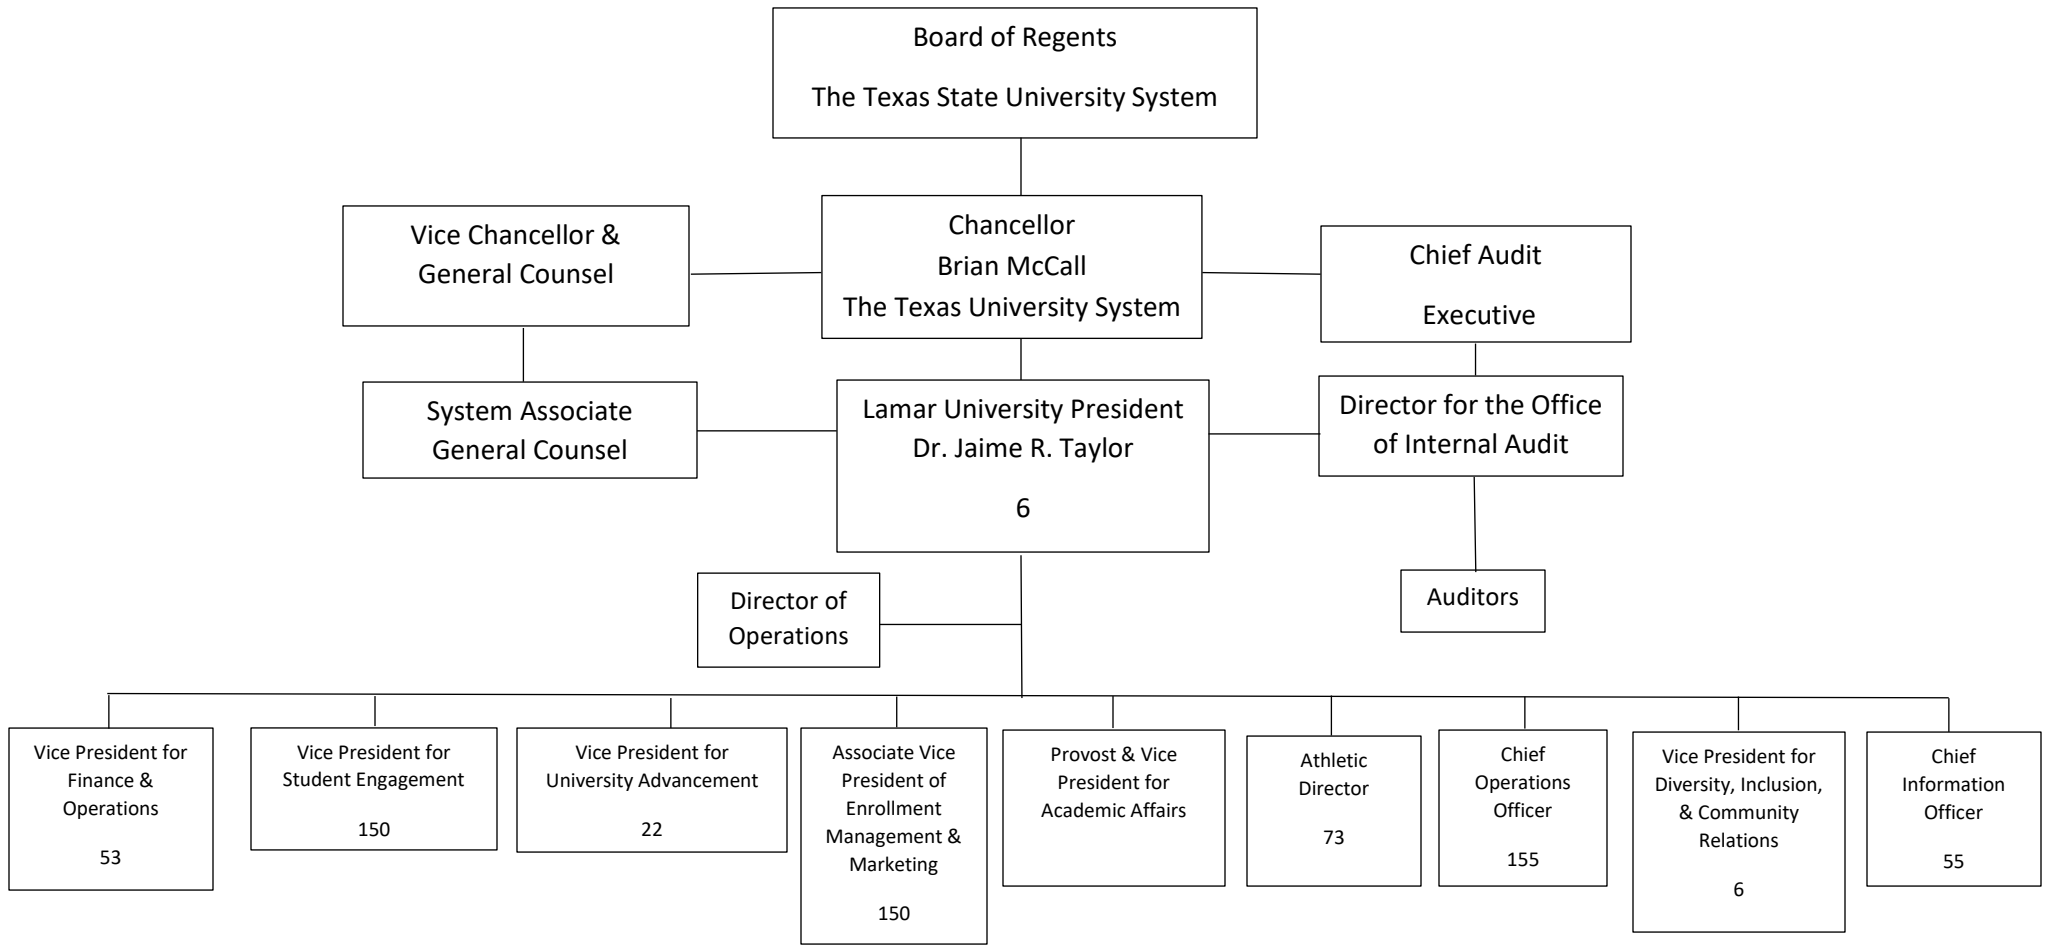 Board of Regents
The Texas State University System
Vice Chancellor &
General Counsel
Chancellor
Brian McCall
The Texas University System
Chief Audit
Executive
System Associate
General Counsel
Lamar University President
Dr. Jaime R. Taylor
6
Director for the Office
of Internal Audit
Director of
Operations
Auditors
Vice President for
Finance &
Operations
53
Vice President for
Student Engagement
150
Vice President for
University Advancement
22
Associate Vice
President of
Enrollment
Management &
Marketing
150
Provost & Vice
President for
Academic Affairs
Athletic
Director
73
Chief
Operations
Officer
155
Vice President for
Diversity, Inclusion,
& Community
Relations
6
Chief
Information
Officer
55